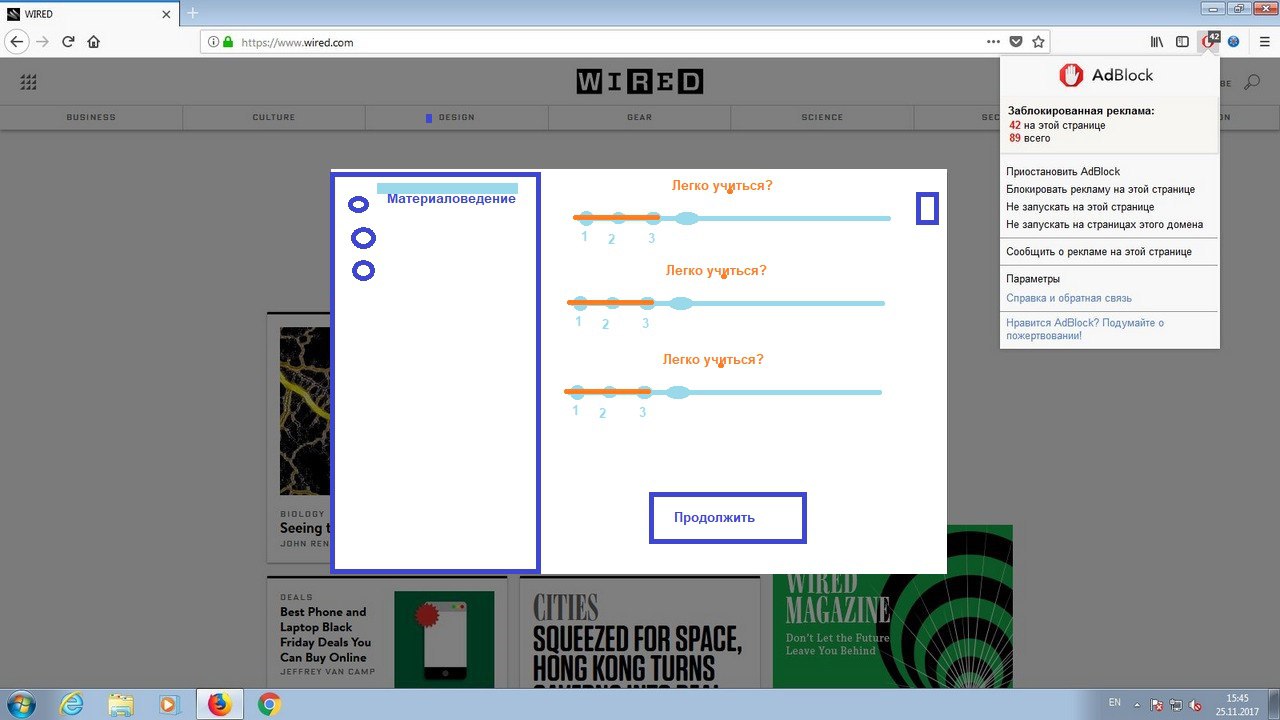 WIRED
https://www.wired.com
42
WIRED
BE
BUSINESS
CULTURE
DESIGN
GEAR
SCIENCE
SEC
ON
AdBlock
Заблокированная реклама:
42 на этой странице
89 всего
Приостановить AdBlock
Блокировать рекламу на этой странице
Не запускать на этой странице
Не запускать на страницах этого домена
Сообщить о рекламе на этой странице
Параметры
Справка и обратная связь
Нравится AdBlock? Подумайте о
пожертвовании!
Материаловедение
Легко учиться?
1 2 3
Легко учиться?
1 2 3
Легко учиться?
1 2 3
Продолжить
BIOLOGY
Seeing t
JOHN REN
DEALS
Best Phone and
Laptop Black
Friday Deals You
Can Buy Online
JEFFREY VAN CAMP
CITIES
SQUEEZED FOR SPACE,
HONG KONG TURNS
WIRED
MAGAZINE
Don't Let the Future
Leave You Behind
EN
15:45
25.11.2017